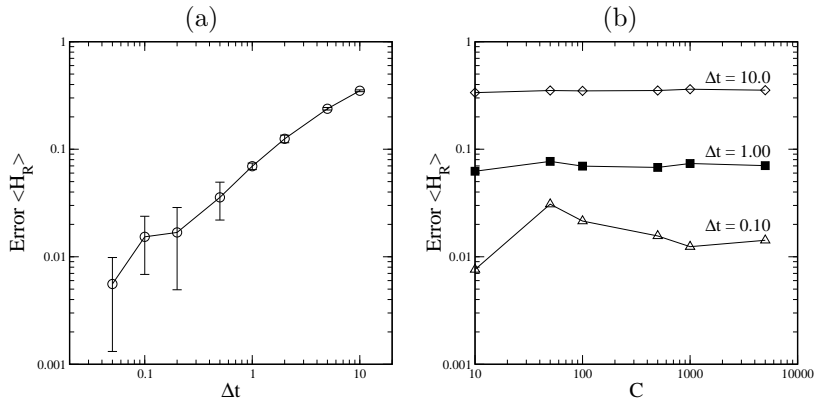 (a)
(b)
1
0.1
0.01
0.001
Error <H_R>
0.1
1
10
Δt
1
0.1
0.01
0.001
Error <H_R>
Δt = 10.0
Δt = 1.00
Δt = 0.10
10
100
1000
10000
C